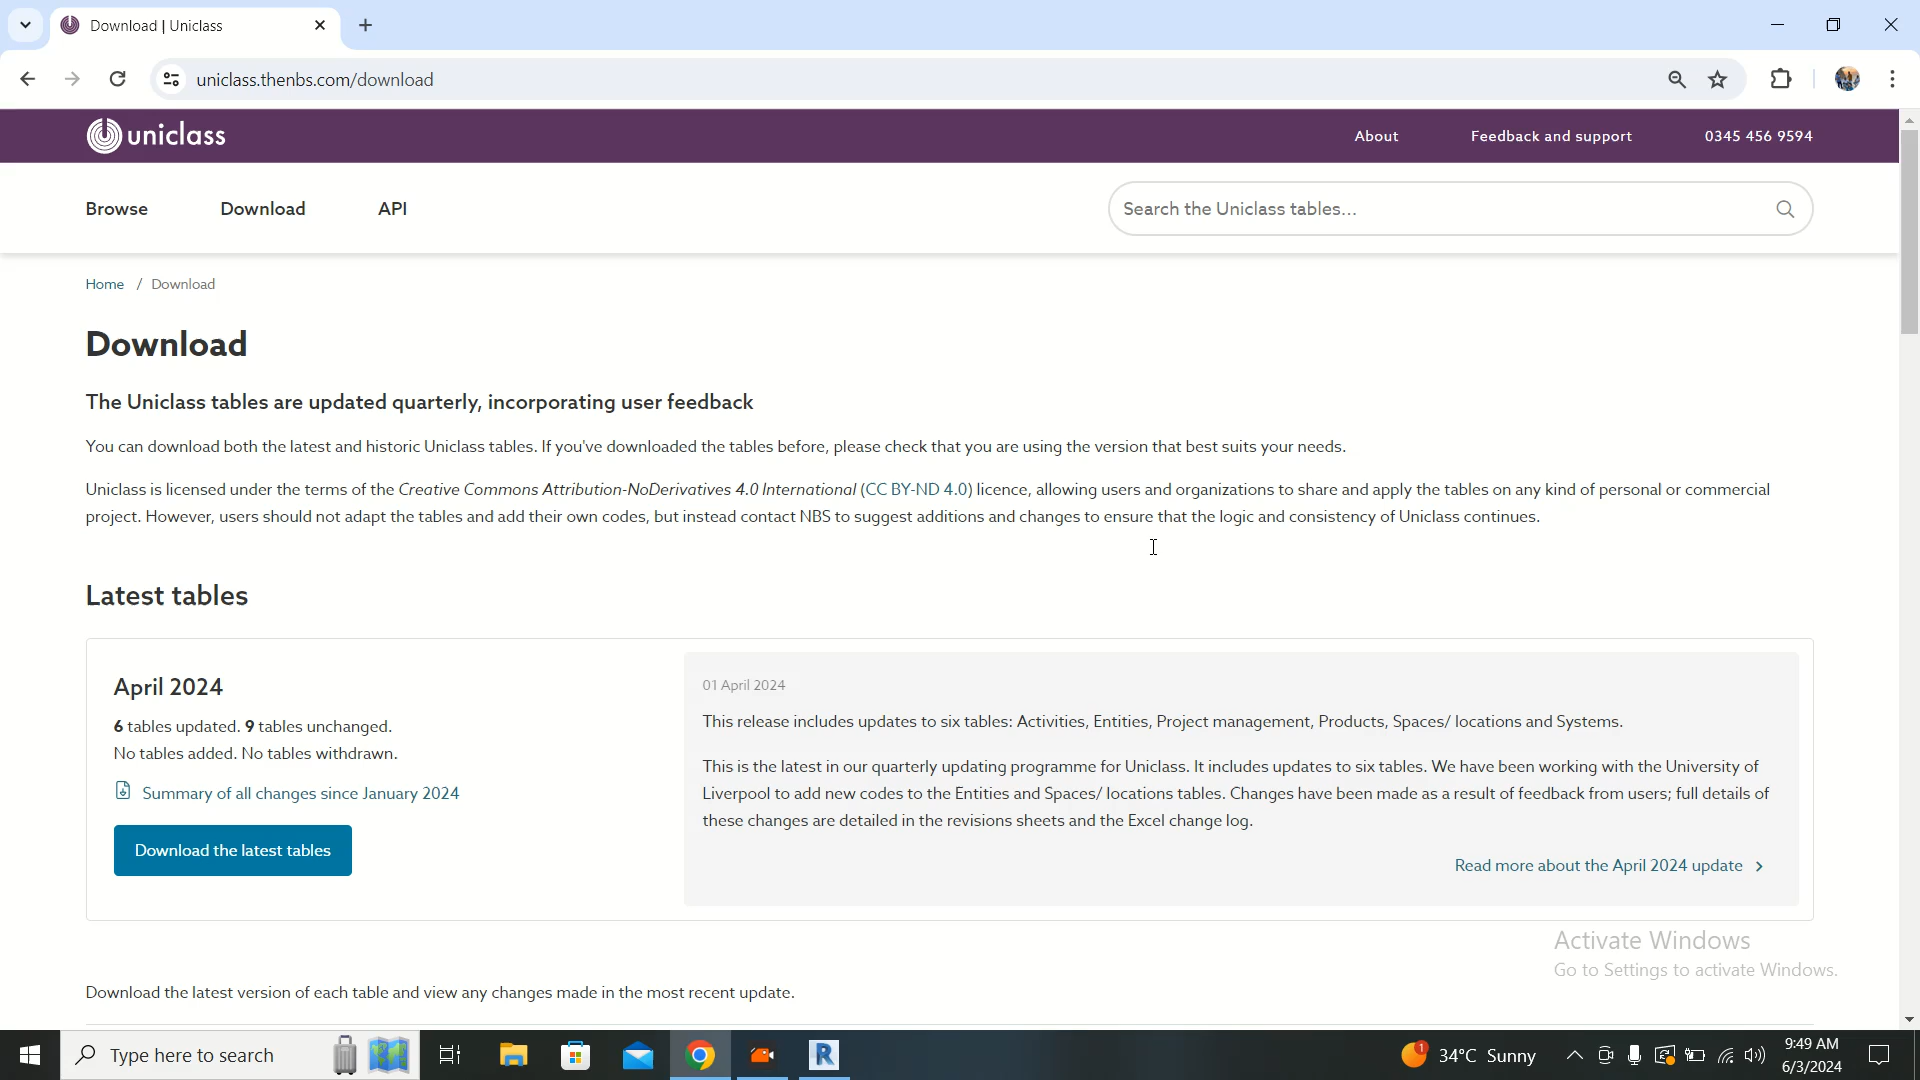 Download | Uniclass
uniclass.thenbs.com/download
uniclass
About
Feedback and support
0345 456 9594
Browse
Download
API
Search the Uniclass tables...
Home / Download
Download
The Uniclass tables are updated quarterly, incorporating user feedback
You can download both the latest and historic Uniclass tables. If you've downloaded the tables before, please check that you are using the version that best suits your needs.
Uniclass is licensed under the terms of the Creative Commons Attribution-NoDerivatives 4.0 International (CC BY-ND 4.0) licence, allowing users and organizations to share and apply the tables on any kind of personal or commercial
project. However, users should not adapt the tables and add their own codes, but instead contact NBS to suggest additions and changes to ensure that the logic and consistency of Uniclass continues.
Latest tables
April 2024
6 tables updated. 9 tables unchanged.
No tables added. No tables withdrawn.
Summary of all changes since January 2024
Download the latest tables
01 April 2024
This release includes updates to six tables: Activities, Entities, Project management, Products, Spaces/ locations and Systems.
This is the latest in our quarterly updating programme for Uniclass. It includes updates to six tables. We have been working with the University of
Liverpool to add new codes to the Entities and Spaces/ locations tables. Changes have been made as a result of feedback from users; full details of
these changes are detailed in the revisions sheets and the Excel change log.
Read more about the April 2024 update
Activate Windows
Go to Settings to activate Windows.
Download the latest version of each table and view any changes made in the most recent update.
Type here to search
R
1
34°C Sunny
9:49 AM
6/3/2024